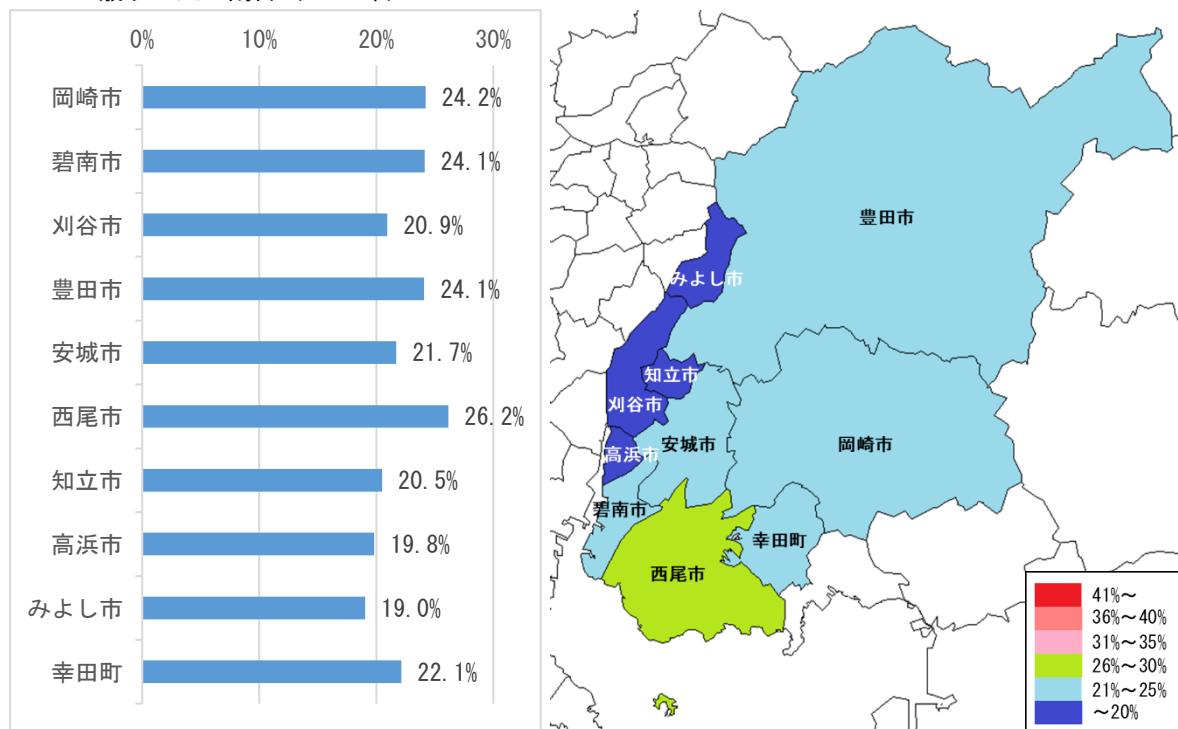 0%
10%
20%
30%
岡崎市
24.2%
碧南市
24.1%
刈谷市
20.9%
豊田市
24.1%
安城市
21.7%
西尾市
26.2%
知立市
20.5%
高浜市
19.8%
みよし市
19.0%
幸田町
22.1%
豊田市
みよし市
知立市
刈谷市
安城市
岡崎市
高浜市
碧南市
幸田町
西尾市
41%～
36%～40%
31%～35%
26%～30%
21%～25%
～20%